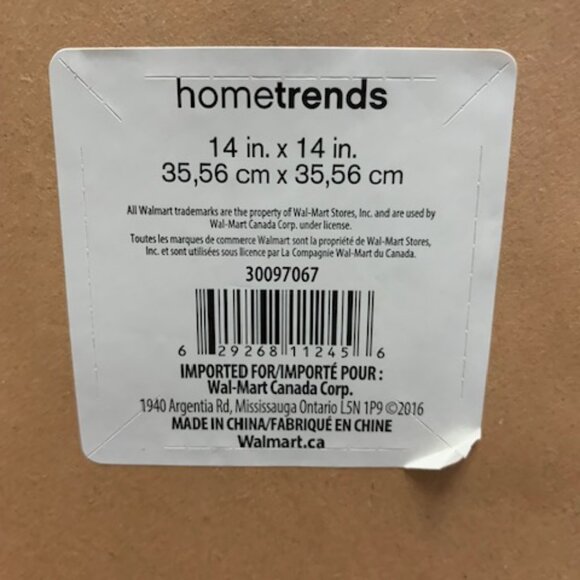 hometrends
14 in. x 14 in.
35,56 cm x 35,56 cm
All Walmart trademarks are the property of Wal-Mart Stores, Inc. and are used by
Wal-Mart Canada Corp. under license.
Toutes les marques de commerce Walmart sont la propriété de Wal-Mart Stores,
Inc. et sont utilisées sous licence par La Compagnie Wal-Mart du Canada.
30097067
6 29268 11245 6
IMPORTED FOR/IMPORTÉ POUR :
Wal-Mart Canada Corp.
1940 Argentia Rd, Mississauga Ontario L5N 1P9 ©2016
MADE IN CHINA/FABRIQUÉ EN CHINE
Walmart.ca